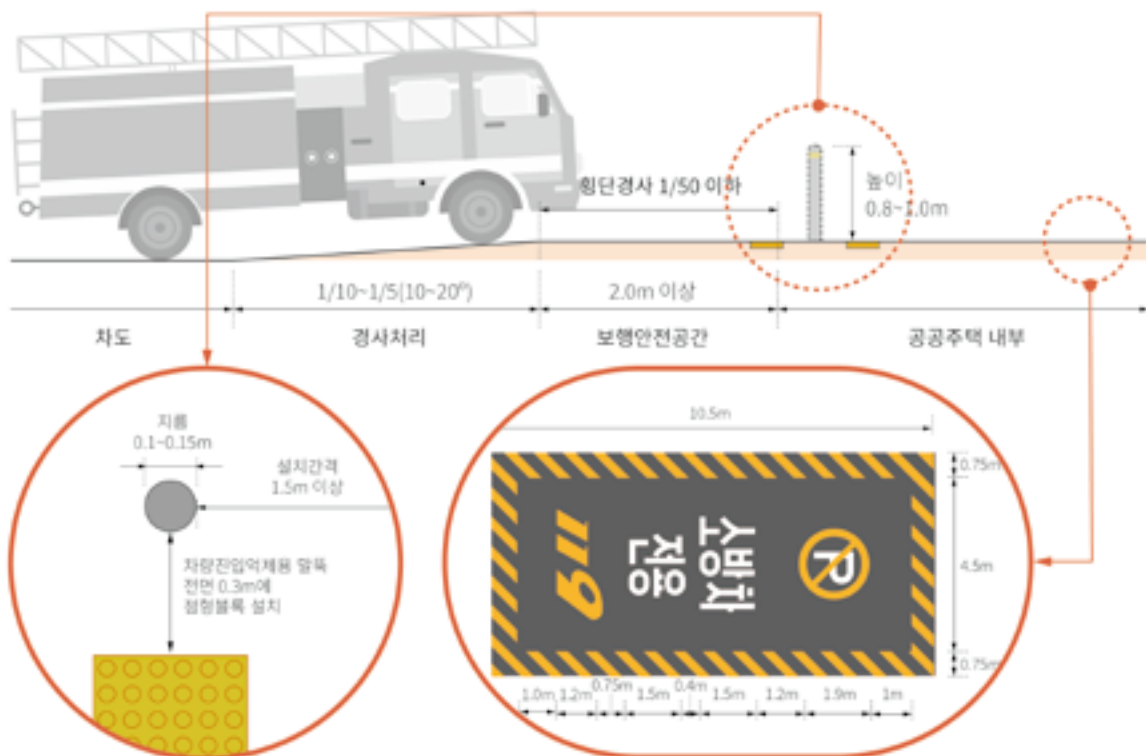 횡단경사 1/50 이하
높이
0.8~1.0m
1/10~1/5(10~20º)
2.0m 이상
차도
경사처리
보행안전공간
공공주택 내부
지름
0.1~0.15m
설치간격
1.5m 이상
차량진입억제용 말뚝
전면 0.3m에
점형블록 설치
10.5m
0.75m
4.5m
0.75m
119
전용
소방차
P
1.0m
1.2m
0.75m
1.5m
0.4m
1.5m
1.2m
1.9m
1m